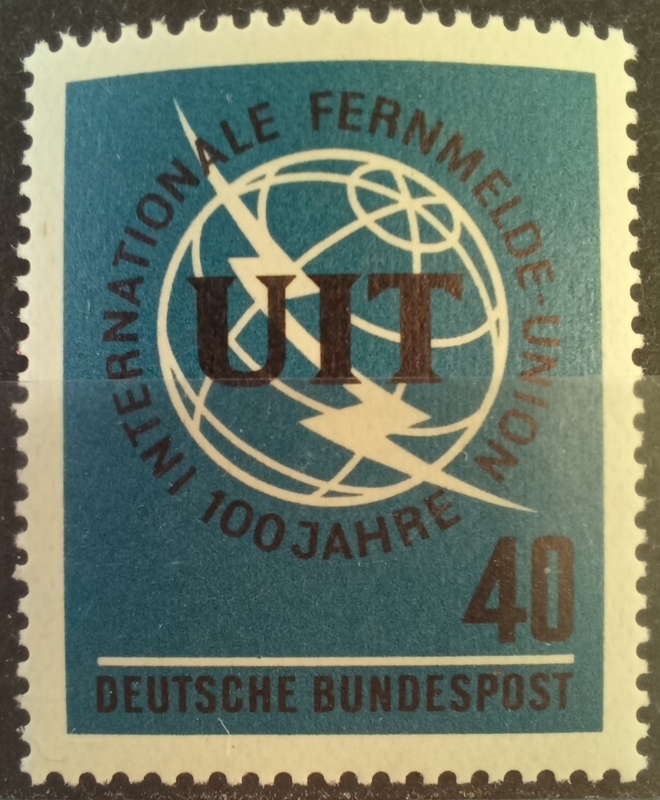 INTERNATIONALE FERNMELDE-UNION
UIT
100 JAHRE
40
DEUTSCHE BUNDESPOST